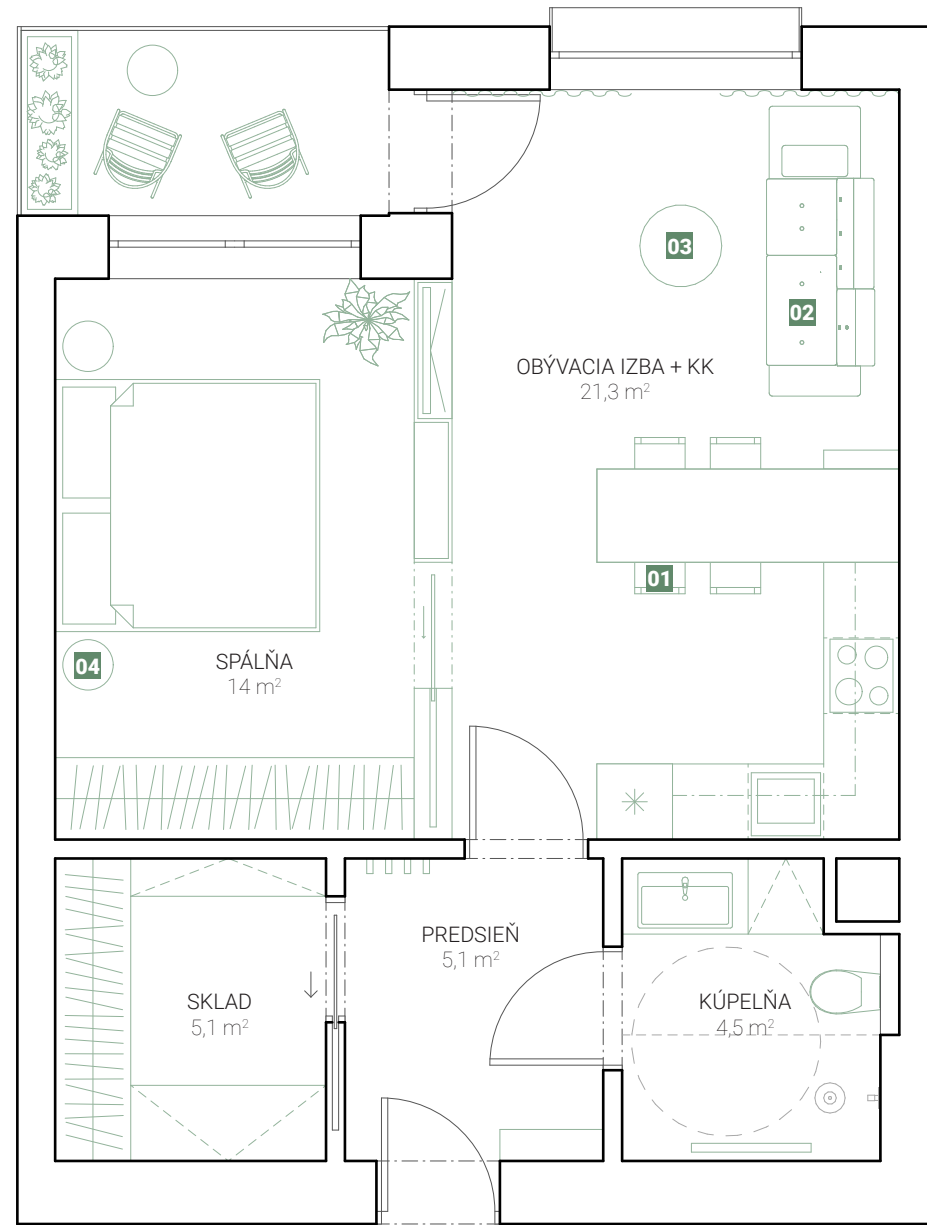 03
02
OBÝVACIA IZBA + KK
21,3 m²
01
04
SPÁLŇA
14 m²
PREDSIEŇ
5,1 m²
SKLAD
5,1 m²
KÚPELŇA
4,5 m²